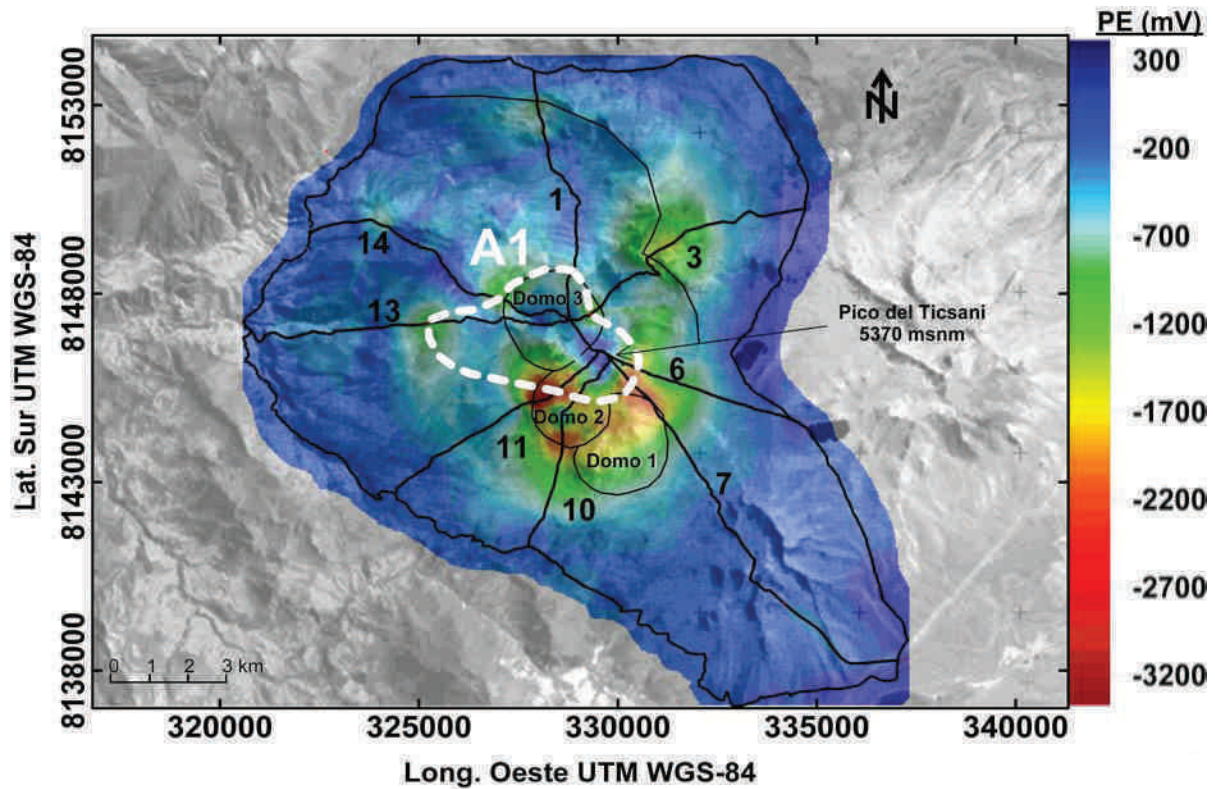 PE (mV)
300
-200
-700
-1200
-1700
-2200
-2700
-3200
N
8153000
8148000
8143000
8138000
Lat. Sur UTM WGS-84
1
3
14
A1
Domo 3
13
Pico del Ticsani
5370 msnm
6
Domo 2
11
Domo 1
7
10
0 1 2 3 km
320000 325000 330000 335000 340000
Long. Oeste UTM WGS-84